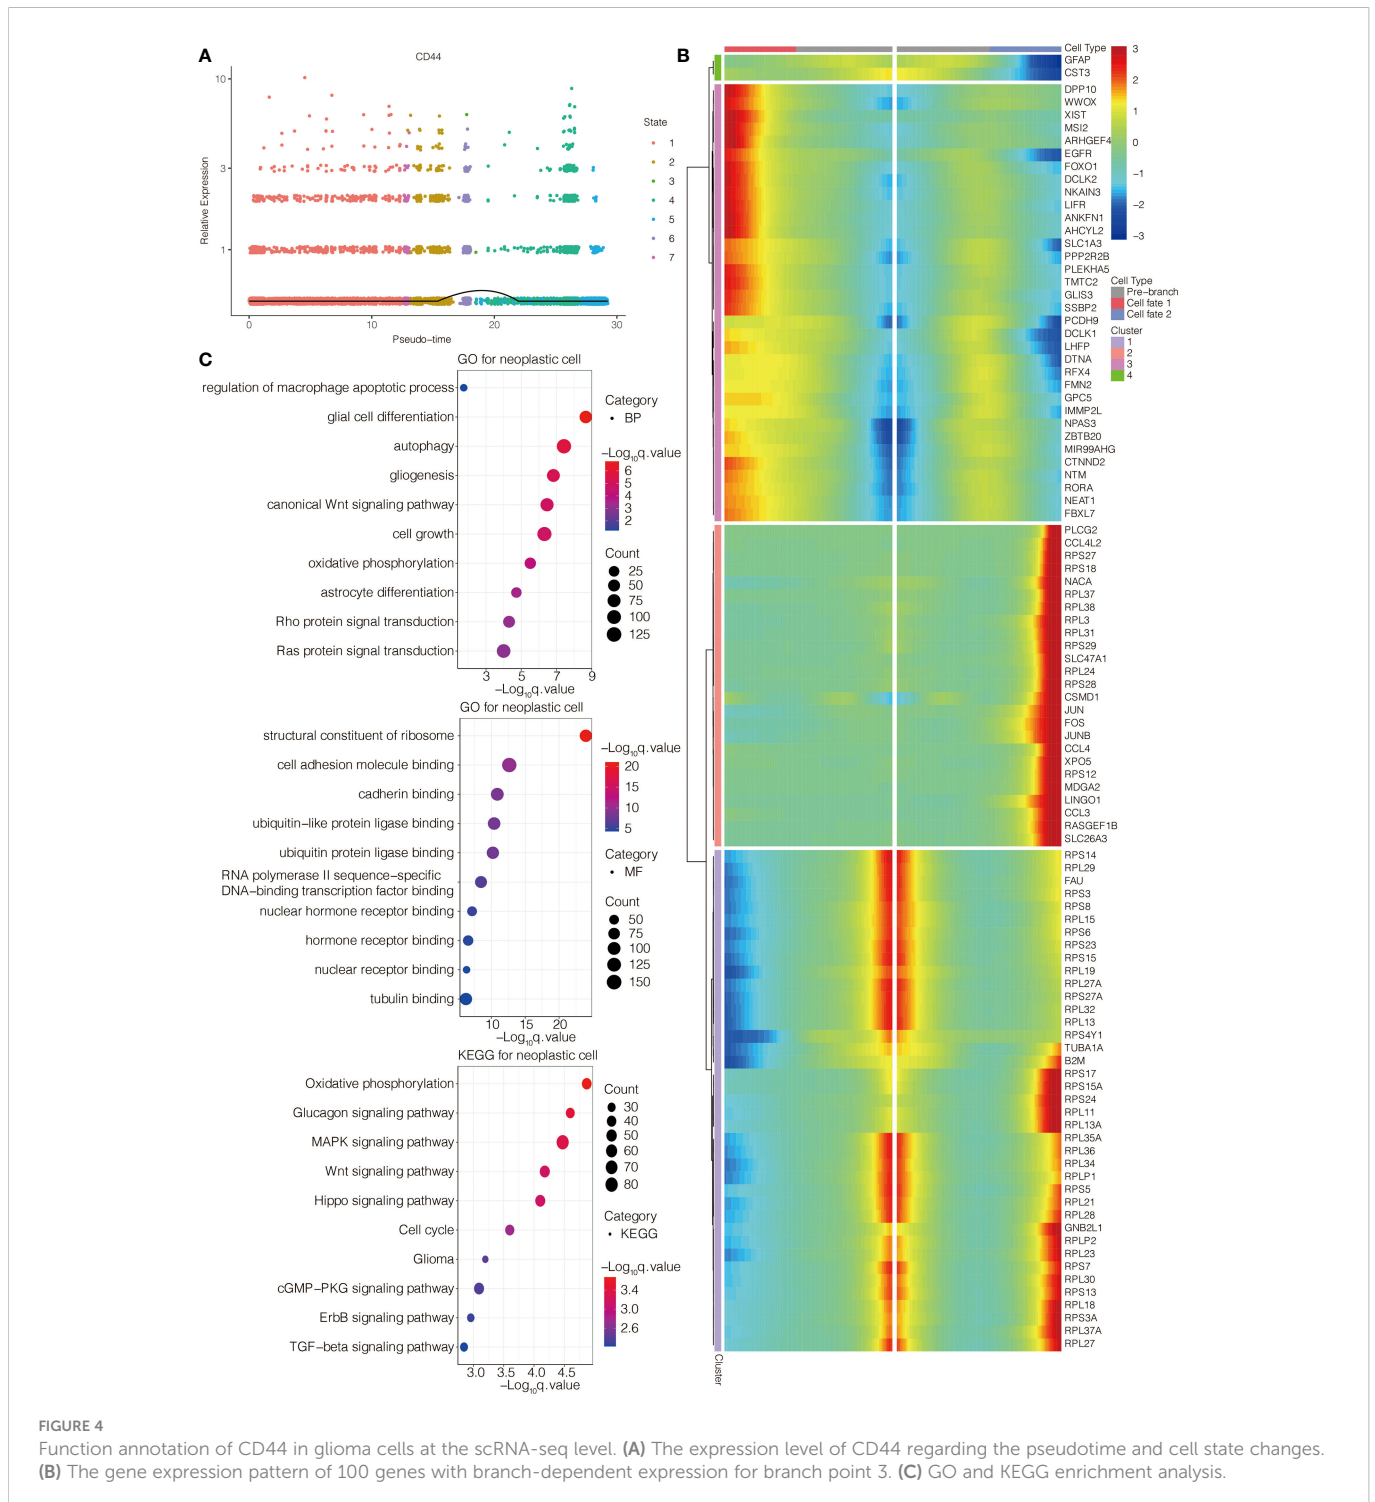 A
CD44
Relative Expression
10
3
1
0
10
20
30
Pseudo-time
State
1
2
3
4
5
6
7
B
Cell Type
GFAP
CST3
DPP10
WWOX
XIST
MSI2
ARHGEF4
EGFR
FOXO1
DCLK2
NKAIN3
LIFR
ANKFN1
AHCYL2
SLC1A3
PPP2R2B
PLEKHA5
TMTC2
GLIS3
SSBP2
PCDH9
DCLK1
LHFP
DTNA
RFX4
FMN2
GPC5
IMMP2L
NPAS3
ZBTB20
MIR99AHG
CTNND2
NTM
RORA
NEAT1
FBXL7
PLCG2
CCL4L2
RPS27
RPS18
NACA
RPL37
RPL38
RPL3
RPL31
RPS29
SLC47A1
RPL24
RPS28
CSMD1
JUN
FOS
JUNB
CCL4
XPO5
RPS12
MDGA2
LINGO1
CCL3
RASGEF1B
SLC26A3
RPS14
RPL29
FAU
RPS3
RPS8
RPL15
RPS6
RPS23
RPS15
RPL19
RPL27A
RPS27A
RPL32
RPL13
RPS4Y1
TUBA1A
B2M
RPS17
RPS15A
RPS24
RPL11
RPL13A
RPL35A
RPL36
RPL34
RPLP1
RPS5
RPL21
RPL28
GNB2L1
RPLP2
RPL23
RPS7
RPL30
RPS13
RPL18
RPS3A
RPL37A
RPL27
Cluster
3
2
1
0
−1
−2
−3
Cell Type
Pre-branch
Cell fate 1
Cell fate 2
Cluster
1
2
3
4
C
GO for neoplastic cell
regulation of macrophage apoptotic process
glial cell differentiation
autophagy
gliogenesis
canonical Wnt signaling pathway
cell growth
oxidative phosphorylation
astrocyte differentiation
Rho protein signal transduction
Ras protein signal transduction
3 5 7 9
−Log10q.value
Category
BP
−Log10q.value
6
5
4
3
2
Count
25
50
75
100
125
GO for neoplastic cell
structural constituent of ribosome
cell adhesion molecule binding
cadherin binding
ubiquitin−like protein ligase binding
ubiquitin protein ligase binding
RNA polymerase II sequence−specific
DNA−binding transcription factor binding
nuclear hormone receptor binding
hormone receptor binding
nuclear receptor binding
tubulin binding
10 15 20
−Log10q.value
−Log10q.value
20
15
10
5
Category
MF
Count
50
75
100
125
150
KEGG for neoplastic cell
Oxidative phosphorylation
Glucagon signaling pathway
MAPK signaling pathway
Wnt signaling pathway
Hippo signaling pathway
Cell cycle
Glioma
cGMP−PKG signaling pathway
ErbB signaling pathway
TGF−beta signaling pathway
3.0 3.5 4.0 4.5
−Log10q.value
Count
30
40
50
60
70
80
Category
KEGG
−Log10q.value
3.4
3.0
2.6
FIGURE 4
Function annotation of CD44 in glioma cells at the scRNA-seq level. (A) The expression level of CD44 regarding the pseudotime and cell state changes.
(B) The gene expression pattern of 100 genes with branch-dependent expression for branch point 3. (C) GO and KEGG enrichment analysis.